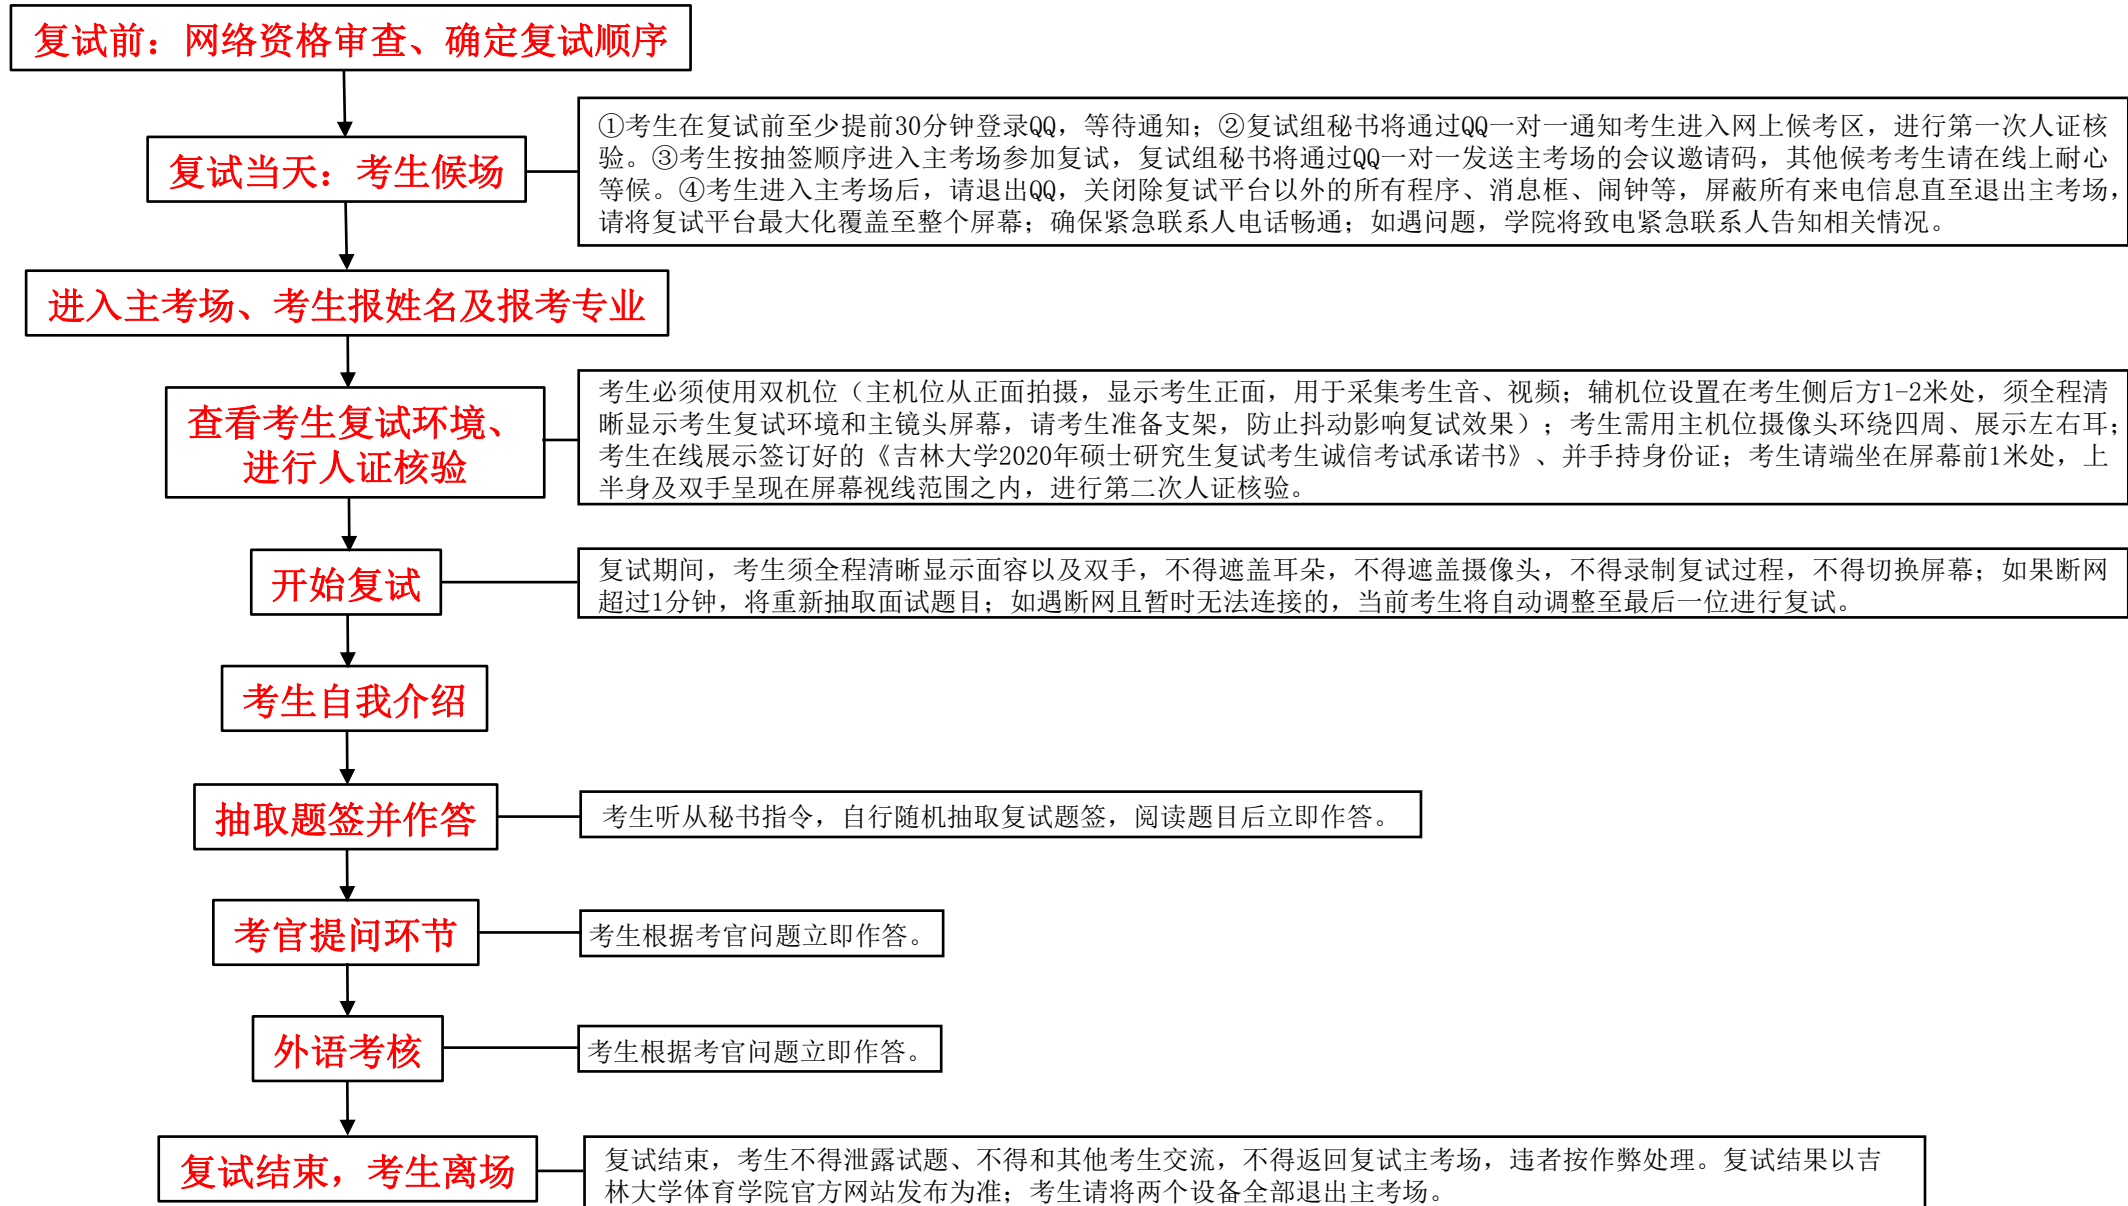 复试前：网络资格审查、确定复试顺序
复试当天：考生候场
①考生在复试前至少提前30分钟登录QQ，等待通知；②复试组秘书将通过QQ一对一通知考生进入网上候考区，进行第一次人证核
验。③考生按抽签顺序进入主考场参加复试，复试组秘书将通过QQ一对一发送主考场的会议邀请码，其他候考考生请在线上耐心
等候。④考生进入主考场后，请退出QQ，关闭除复试平台以外的所有程序、消息框、闹钟等，屏蔽所有来电信息直至退出主考场，
请将复试平台最大化覆盖至整个屏幕；确保紧急联系人电话畅通；如遇问题，学院将致电紧急联系人告知相关情况。
进入主考场、考生报姓名及报考专业
查看考生复试环境、
进行人证核验
考生必须使用双机位（主机位从正面拍摄，显示考生正面，用于采集考生音、视频；辅机位设置在考生侧后方1-2米处，须全程清
晰显示考生复试环境和主镜头屏幕，请考生准备支架，防止抖动影响复试效果）；考生需用主机位摄像头环绕四周、展示左右耳；
考生在线展示签订好的《吉林大学2020年硕士研究生复试考生诚信考试承诺书》、并手持身份证；考生请端坐在屏幕前1米处，上
半身及双手呈现在屏幕视线范围之内，进行第二次人证核验。
开始复试
复试期间，考生须全程清晰显示面容以及双手，不得遮盖耳朵，不得遮盖摄像头，不得录制复试过程，不得切换屏幕；如果断网
超过1分钟，将重新抽取面试题目；如遇断网且暂时无法连接的，当前考生将自动调整至最后一位进行复试。
考生自我介绍
抽取题签并作答
考生听从秘书指令，自行随机抽取复试题签，阅读题目后立即作答。
考官提问环节
考生根据考官问题立即作答。
外语考核
考生根据考官问题立即作答。
复试结束，考生离场
复试结束，考生不得泄露试题、不得和其他考生交流，不得返回复试主考场，违者按作弊处理。复试结果以吉
林大学体育学院官方网站发布为准；考生请将两个设备全部退出主考场。